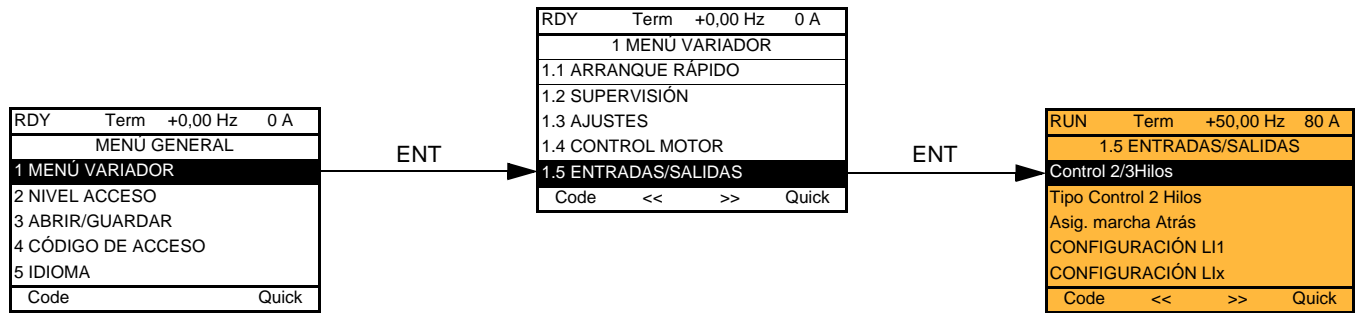 RDY Term +0,00 Hz 0 A
MENÚ GENERAL
1 MENÚ VARIADOR
2 NIVEL ACCESO
3 ABRIR/GUARDAR
4 CÓDIGO DE ACCESO
5 IDIOMA
Code Quick
ENT
RDY Term +0,00 Hz 0 A
1 MENÚ VARIADOR
1.1 ARRANQUE RÁPIDO
1.2 SUPERVISIÓN
1.3 AJUSTES
1.4 CONTROL MOTOR
1.5 ENTRADAS/SALIDAS
Code << >> Quick
ENT
RUN Term +50,00 Hz 80 A
1.5 ENTRADAS/SALIDAS
Control 2/3Hilos
Tipo Control 2 Hilos
Asig. marcha Atrás
CONFIGURACIÓN LI1
CONFIGURACIÓN LIx
Code << >> Quick